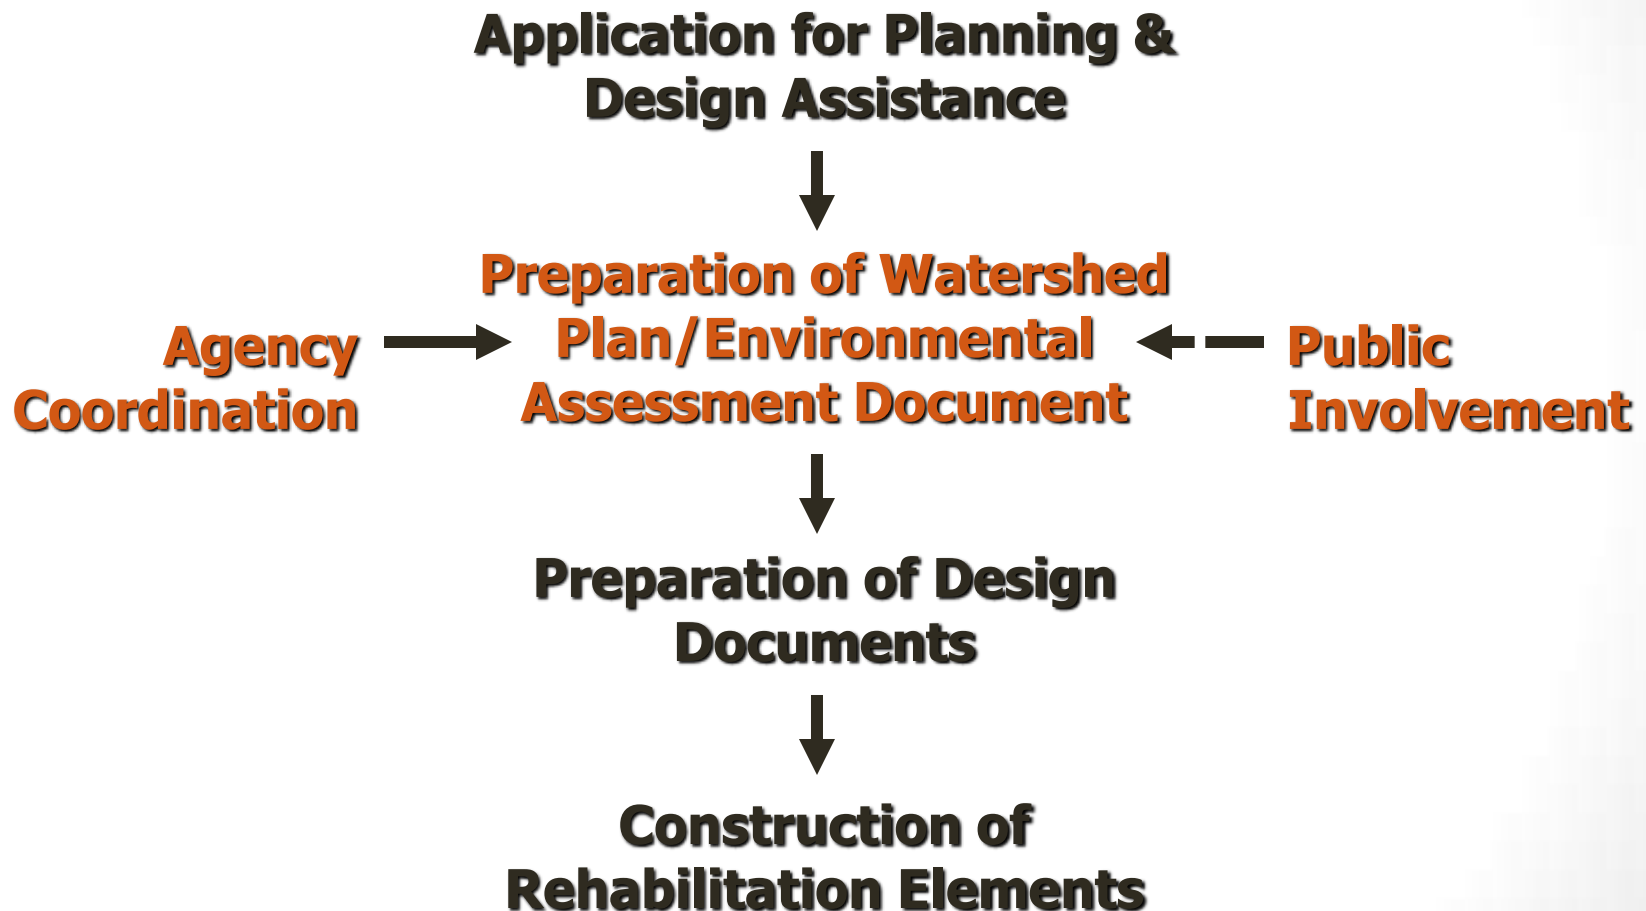 Application for Planning &
Design Assistance
Preparation of Watershed
Plan/Environmental
Assessment Document
Agency
Coordination
Public
Involvement
Preparation of Design
Documents
Construction of
Rehabilitation Elements